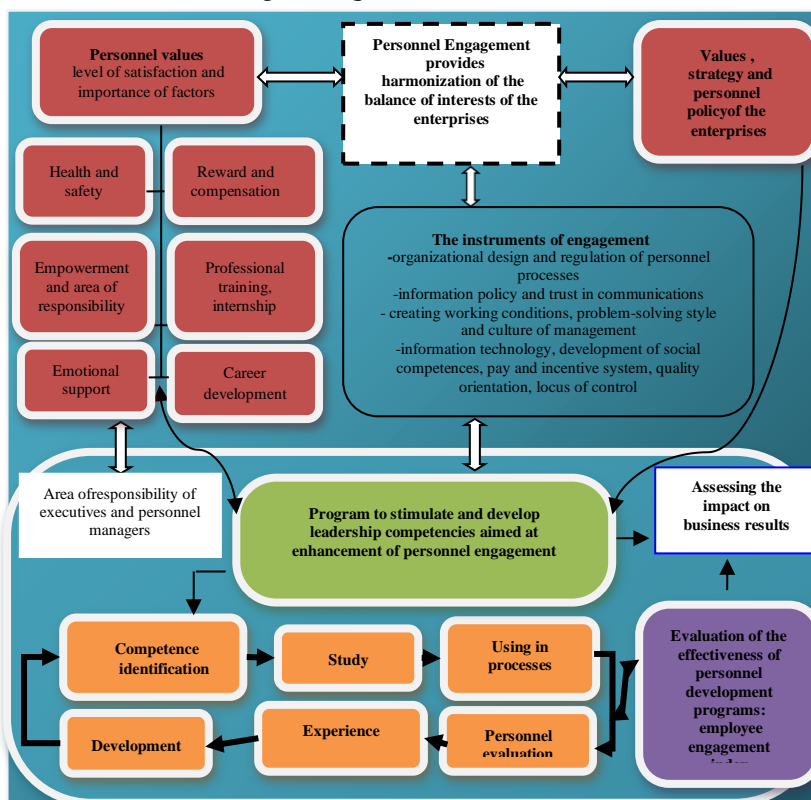 Personnel values
level of satisfaction and
importance of factors
Personnel Engagement
provides
harmonization of the
balance of interests of the
enterprises
Values ,
strategy and
personnel
policyof the
enterprises
Health and
safety
Reward and
compensation
Empowerment
and area of
responsibility
Professional
training,
internship
Emotional
support
Career
development
The instruments of engagement
-organizational design and regulation of personnel
processes
-information policy and trust in communications
- creating working conditions, problem-solving style
and culture of management
-information technology, development of social
competences, pay and incentive system, quality
orientation, locus of control
Area ofresponsibility of
executives and personnel
managers
Program to stimulate and develop
leadership competencies aimed at
enhancement of personnel engagement
Assessing the
impact on
business results
Competence
identification
Study
Using in
processes
Evaluation of the
effectiveness of
personnel
development
programs:
employee
engagement
Development
Experience
Personnel
evaluation